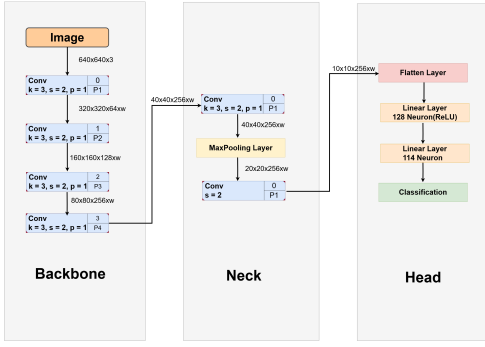 Image
640x640x3
Conv
k = 3, s = 2, p = 1
0
P1
320x320x64xw
Conv
k = 3, s = 2, p = 1
1
P2
160x160x128xw
Conv
k = 3, s = 2, p = 1
2
P3
80x80x256xw
Conv
k = 3, s = 2, p = 1
3
P4
Backbone
40x40x256xw
Conv
k = 3, s = 2, p = 1
0
P1
40x40x256xw
MaxPooling Layer
20x20x256xw
Conv
s = 2
0
P1
Neck
10x10x256xw
Flatten Layer
Linear Layer
128 Neuron(ReLU)
Linear Layer
114 Neuron
Classification
Head